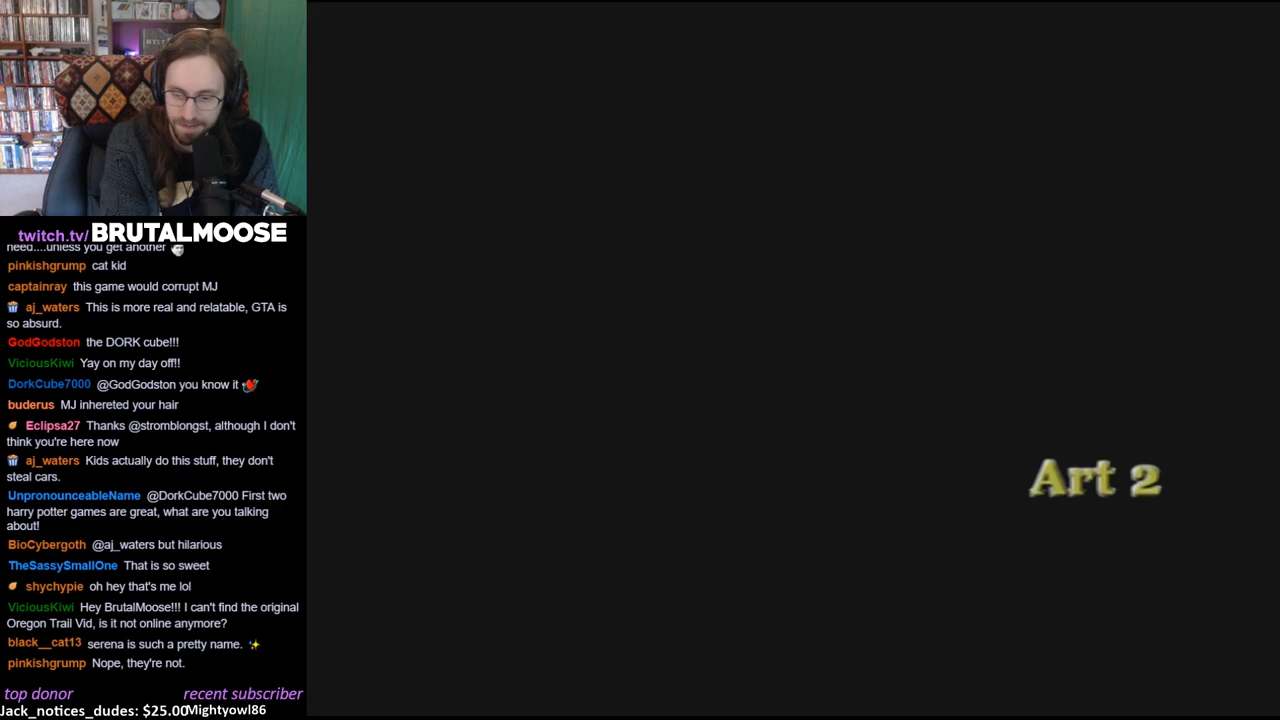 twitch.tv/BRUTALMOOSE
need....unless you get another
pinkishgrump cat kid
captainray this game would corrupt MJ
aj_waters This is more real and relatable, GTA is
so absurd.
GodGodston the DORK cube!!!
ViciousKiwi Yay on my day off!!
DorkCube7000 @GodGodston you know it
buderus MJ inhereted your hair
Eclipsa27 Thanks @stromblongst, although I don't
think you're here now
aj_waters Kids actually do this stuff, they don't
steal cars.
UnpronounceableName @DorkCube7000 First two
harry potter games are great, what are you talking
about!
BioCybergoth @aj_waters but hilarious
TheSassySmallOne That is so sweet
shychypie oh hey that's me lol
ViciousKiwi Hey BrutalMoose!!! I can't find the original
Oregon Trail Vid, is it not online anymore?
black__cat13 serena is such a pretty name.
pinkishgrump Nope, they're not.
top donor
recent subscriber
Jack_notices_dudes: $25.00
Mightyowl86
Art 2